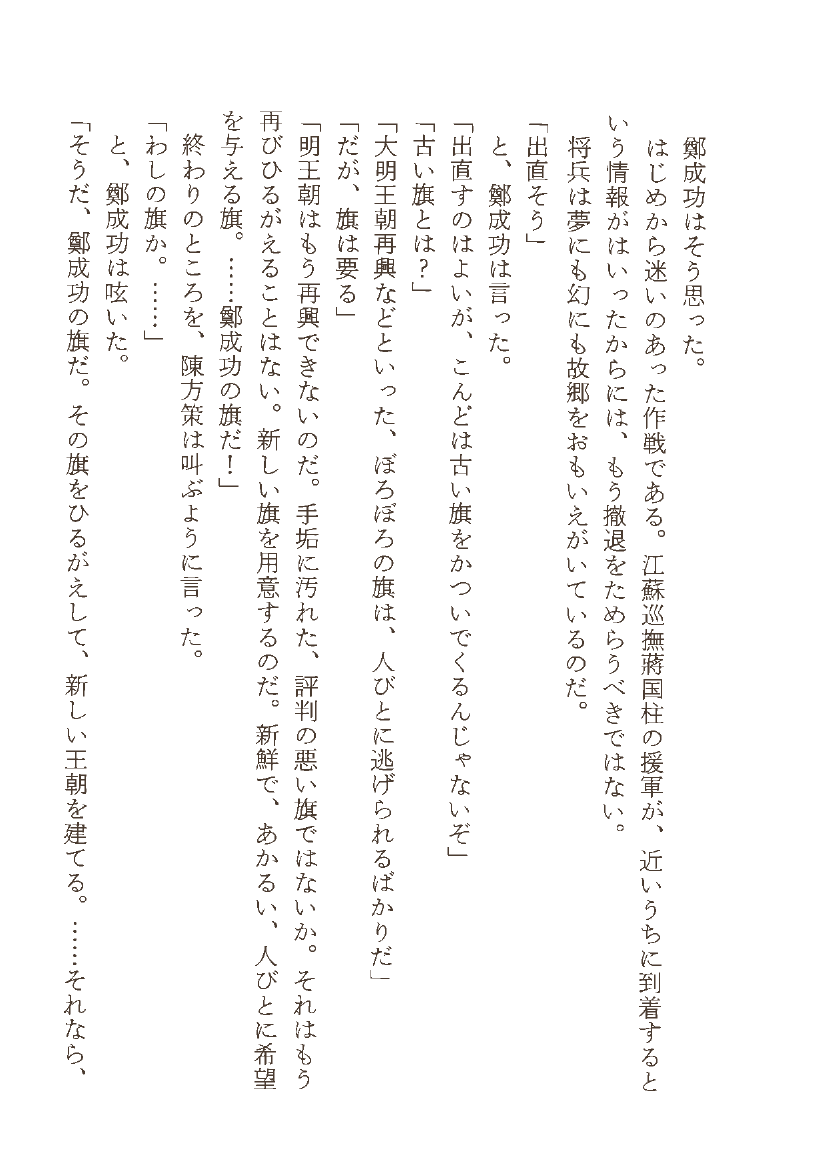 鄭成功はそう思った。
はじめから迷いのあった作戦である。江蘇巡撫蔣国柱の援軍が、近いうちに到着すると
いう情報がはいったからには、もう撤退をためらうべきではない。
将兵は夢にも幻にも故郷をおもいえがいているのだ。
「出直そう」
と、鄭成功は言った。
「出直すのはよいが、こんどは古い旗をかついでくるんじゃないぞ」
「古い旗とは？」
「大明王朝再興などといった、ぼろぼろの旗は、人びとに逃げられるばかりだ」
「だが、旗は要る」
「明王朝はもう再興できないのだ。手垢に汚れた、評判の悪い旗ではないか。それはもう
再びひるがえることはない。新しい旗を用意するのだ。新鮮で、あかるい、人びとに希望
を与える旗。……鄭成功の旗だ！」
終わりのところを、陳方策は叫ぶように言った。
「わしの旗か。……」
と、鄭成功は呟いた。
「そうだ、鄭成功の旗だ。その旗をひるがえして、新しい王朝を建てる。……それなら、